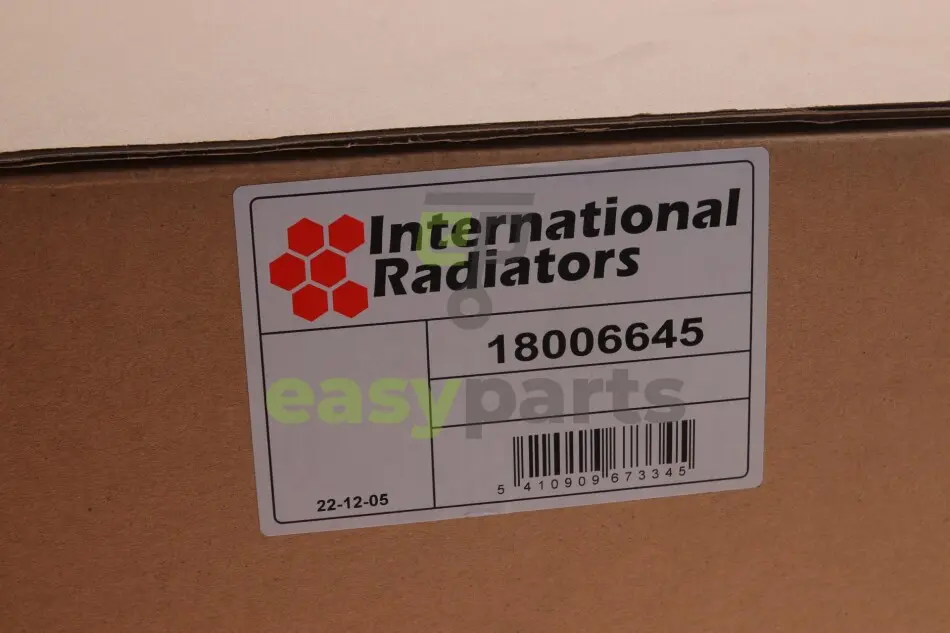 International
Radiators
18006645
easyparts
5 410909 673345
22-12-05